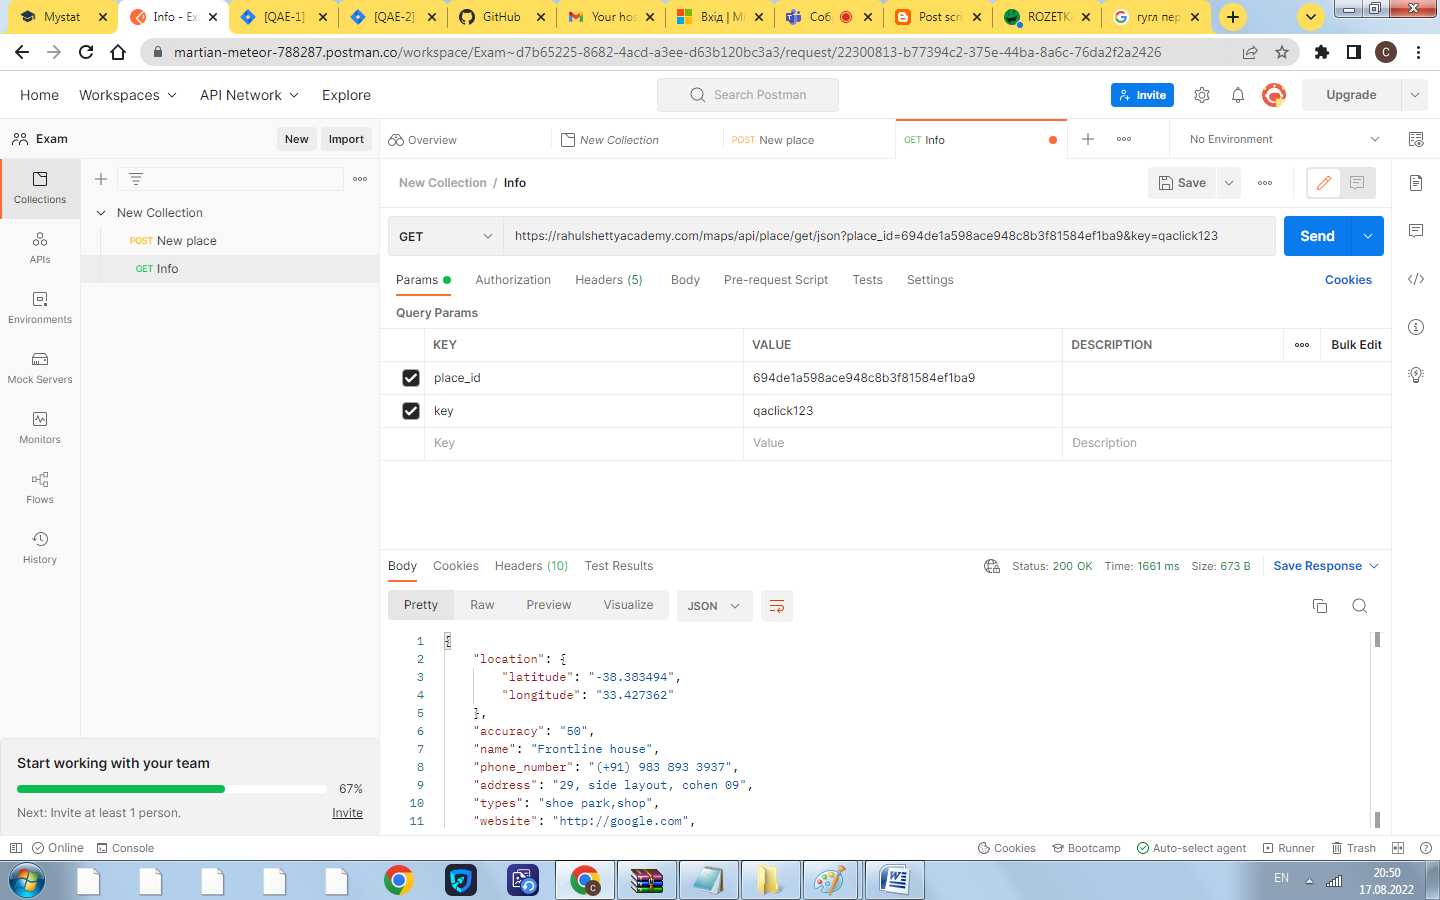 Mystat
Info - Exa
[QAE-1]
[QAE-2]
GitHub
Your hos
Вхід | Mi
Собр
Post scri
ROZETKA
гугл пер
martian-meteor-788287.postman.co/workspace/Exam~d7b65225-8682-4acd-a3ee-d63b120bc3a3/request/22300813-b77394c2-375e-44ba-8a6c-76da2f2a2426
C
Home
Workspaces
API Network
Explore
Search Postman
Invite
Upgrade
Exam
New
Import
Overview
New Collection
POST New place
GET Info
No Environment
Collections
APIs
Environments
Mock Servers
Monitors
Flows
History
New Collection
POST New place
GET Info
New Collection / Info
Save
GET
https://rahulshettyacademy.com/maps/api/place/get/json?place_id=694de1a598ace948c8b3f81584ef1ba9&key=qaclick123
Send
Params
Authorization
Headers (5)
Body
Pre-request Script
Tests
Settings
Cookies
Query Params
KEY VALUE DESCRIPTION
Bulk Edit
place_id 694de1a598ace948c8b3f81584ef1ba9
key qaclick123
Key Value Description
Body
Cookies
Headers (10)
Test Results
Status: 200 OK Time: 1661 ms Size: 673 B
Save Response
Pretty
Raw
Preview
Visualize
JSON
1 {
2 "location": {
3 "latitude": "-38.383494",
4 "longitude": "33.427362"
5 },
6 "accuracy": "50",
7 "name": "Frontline house",
8 "phone_number": "(+91) 983 893 3937",
9 "address": "29, side layout, cohen 09",
10 "types": "shoe park,shop",
11 "website": "http://google.com",
Start working with your team
67%
Next: Invite at least 1 person.
Invite
Online
Console
Cookies
Bootcamp
Auto-select agent
Runner
Trash
C
EN
20:50
17.08.2022